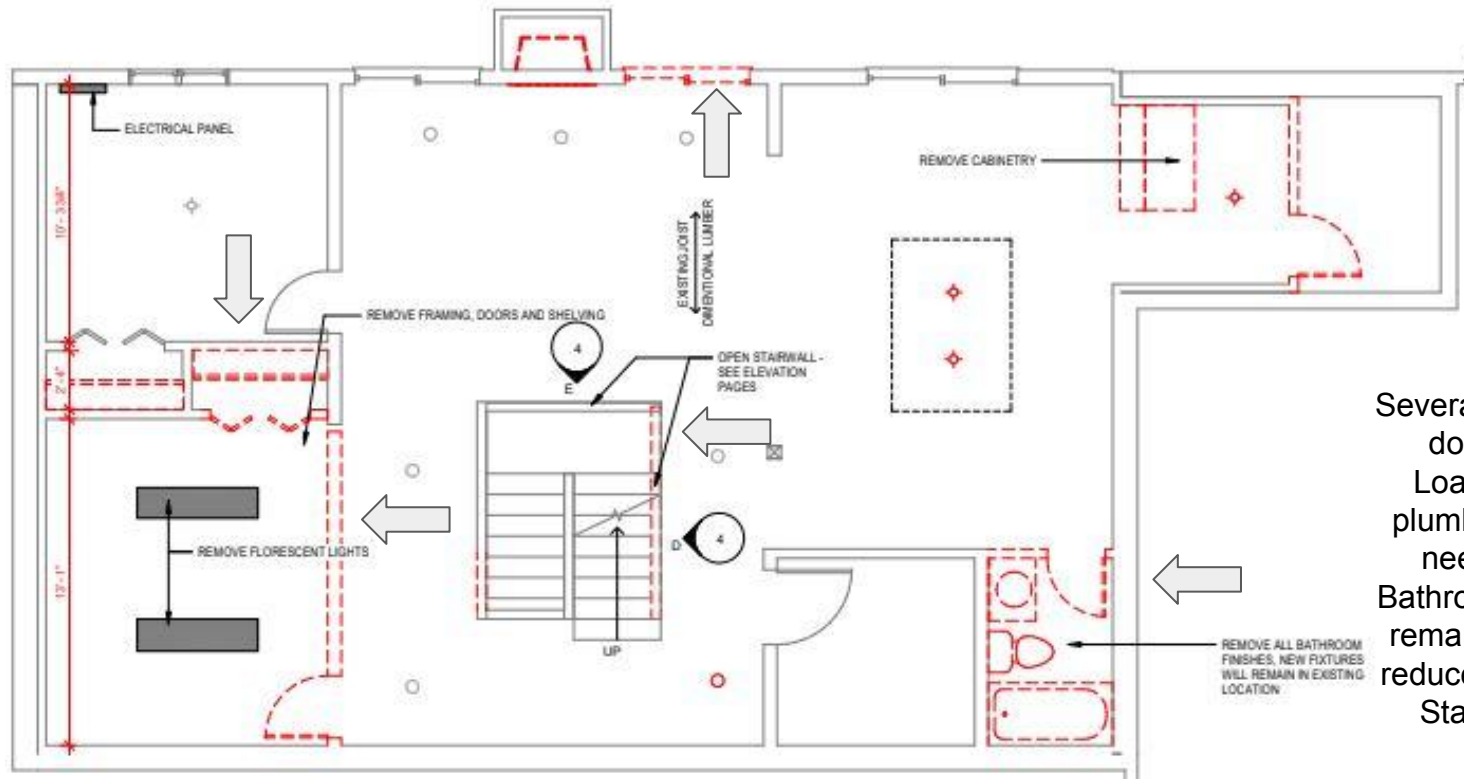 ELECTRICAL PANEL
REMOVE CABINETRY
10'- 3 3/4"
EXISTING JOIST
DIMENTIONAL LUMBER
REMOVE FRAMING, DOORS AND SHELVING
4
E
OPEN STAIRWALL -
SEE ELEVATION
PAGES
2'- 4"
Severa
do
Loa
plumb
nee
Bathro
rema
reduce
Sta
REMOVE FLORESCENT LIGHTS
D
4
13'- 1"
UP
REMOVE ALL BATHROOM
FINISHES, NEW FIXTURES
WILL REMAIN IN EXISTING
LOCATION